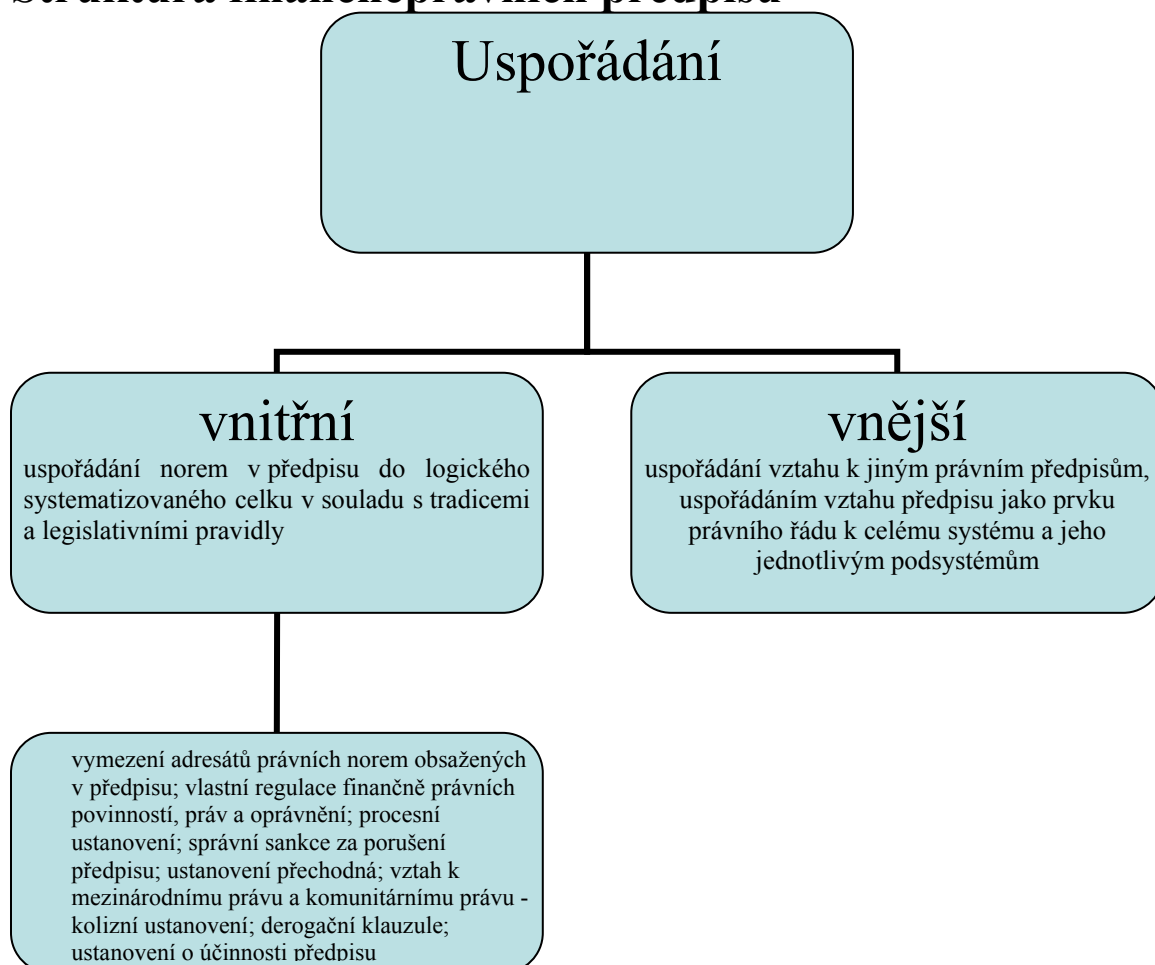 Struktura finančněprávních předpisů
Uspořádání
vnitřní
uspořádání norem v předpisu do logického
systematizovaného celku v souladu s tradicemi
a legislativními pravidly
vnější
uspořádání vztahu k jiným právním předpisům,
uspořádáním vztahu předpisu jako prvku
právního řádu k celému systému a jeho
jednotlivým podsystémům
vymezení adresátů právních norem obsažených
v předpisu; vlastní regulace finančně právních
povinností, práv a oprávnění; procesní
ustanovení; správní sankce za porušení
předpisu; ustanovení přechodná; vztah k
mezinárodnímu právu a komunitárnímu právu -
kolizní ustanovení; derogační klauzule;
ustanovení o účinnosti předpisu